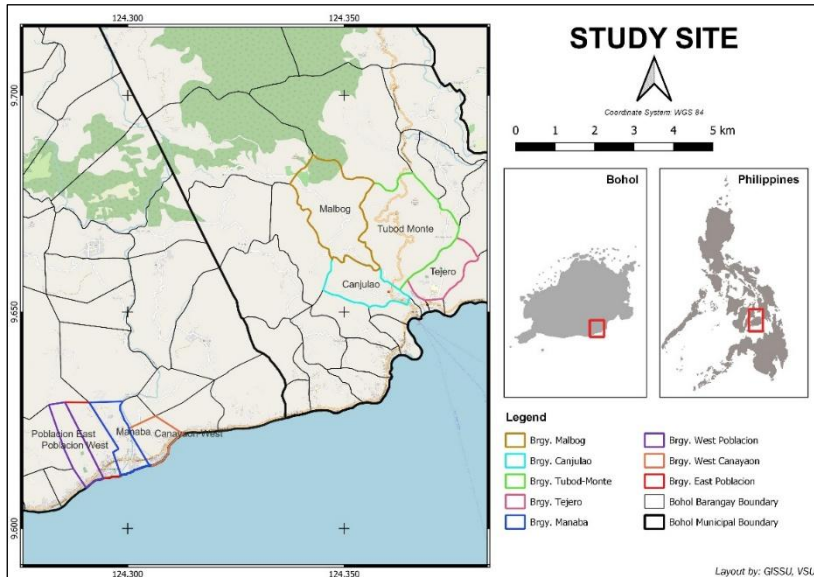 124.300
124.350
9.700
9.650
9.600
Malbog
Tubod Monte
Tejero
Canjulao
Poblacion East
Poblacion West
Manaba
Canayaon West
124.300
124.350
STUDY SITE
Coordinate System: WGS 84
0 1 2 3 4 5 km
Bohol
Philippines
Legend
Brgy. Malbog
Brgy. Canjulao
Brgy. Tubod-Monte
Brgy. Tejero
Brgy. Manaba
Brgy. West Poblacion
Brgy. West Canayaon
Brgy. East Poblacion
Bohol Barangay Boundary
Bohol Municipal Boundary
Layout by: GISSU, VSU